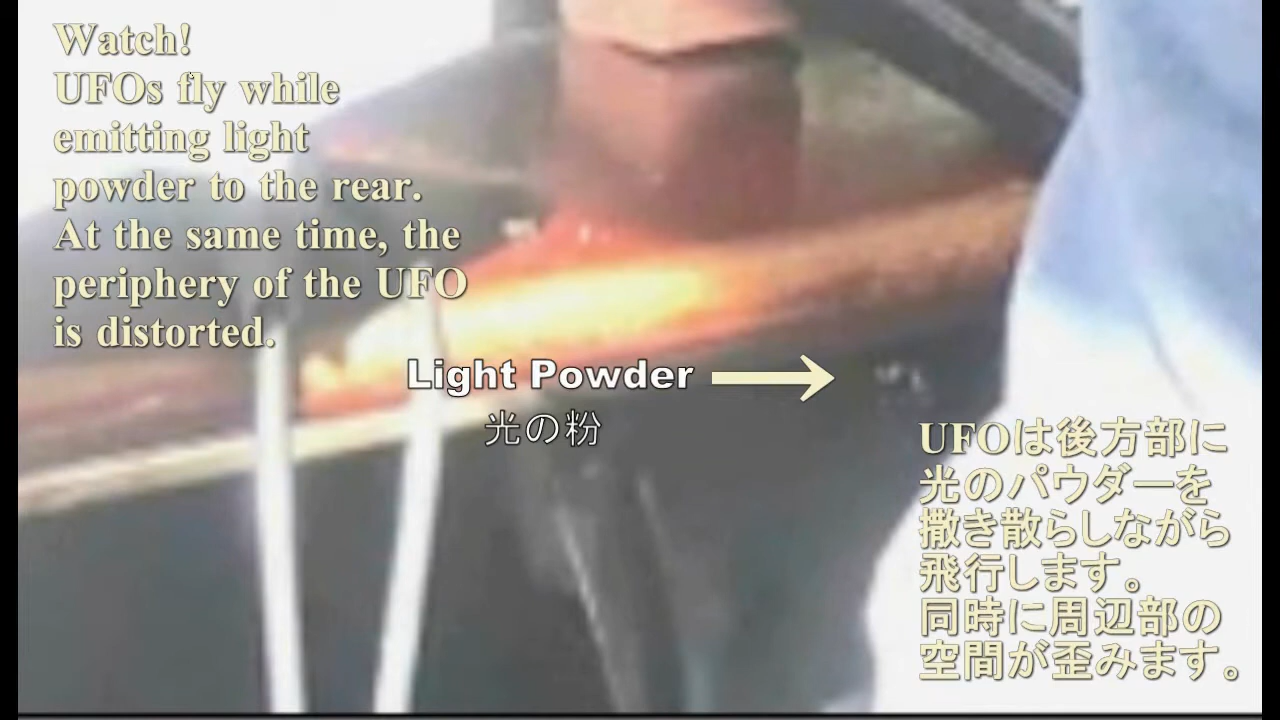 Watch!
UFOs fly while
emitting light
powder to the rear.
At the same time, the
periphery of the UFO
is distorted.
Light Powder
光の粉
UFOは後方部に
光のパウダーを
撒き散らしながら
飛行します。
同時に周辺部の
空間が歪みます。